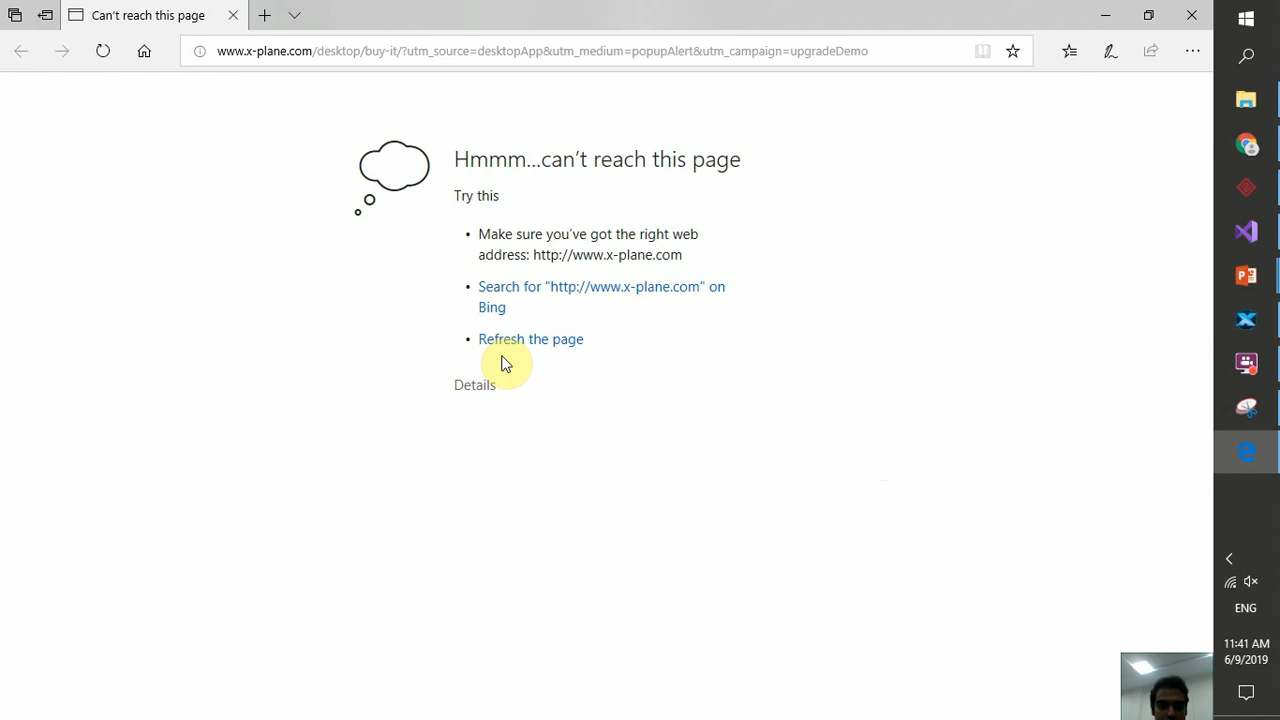 Can't reach this page
www.x-plane.com/desktop/buy-it/?utm_source=desktopApp&utm_medium=popupAlert&utm_campaign=upgradeDemo
Hmmm...can't reach this page
Try this
• Make sure you've got the right web
address: http://www.x-plane.com
• Search for "http://www.x-plane.com" on
Bing
• Refresh the page
Details
ENG
11:41 AM
6/9/2019